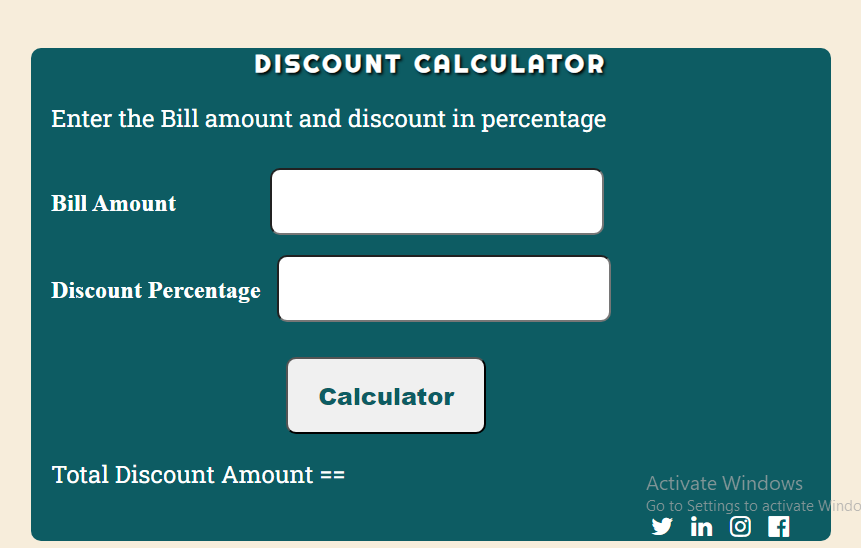 DISCOUNT CALCULATOR
Enter the Bill amount and discount in percentage
Bill Amount
Discount Percentage
Calculator
Total Discount Amount ==
Activate Windows
Go to Settings to activate Windo